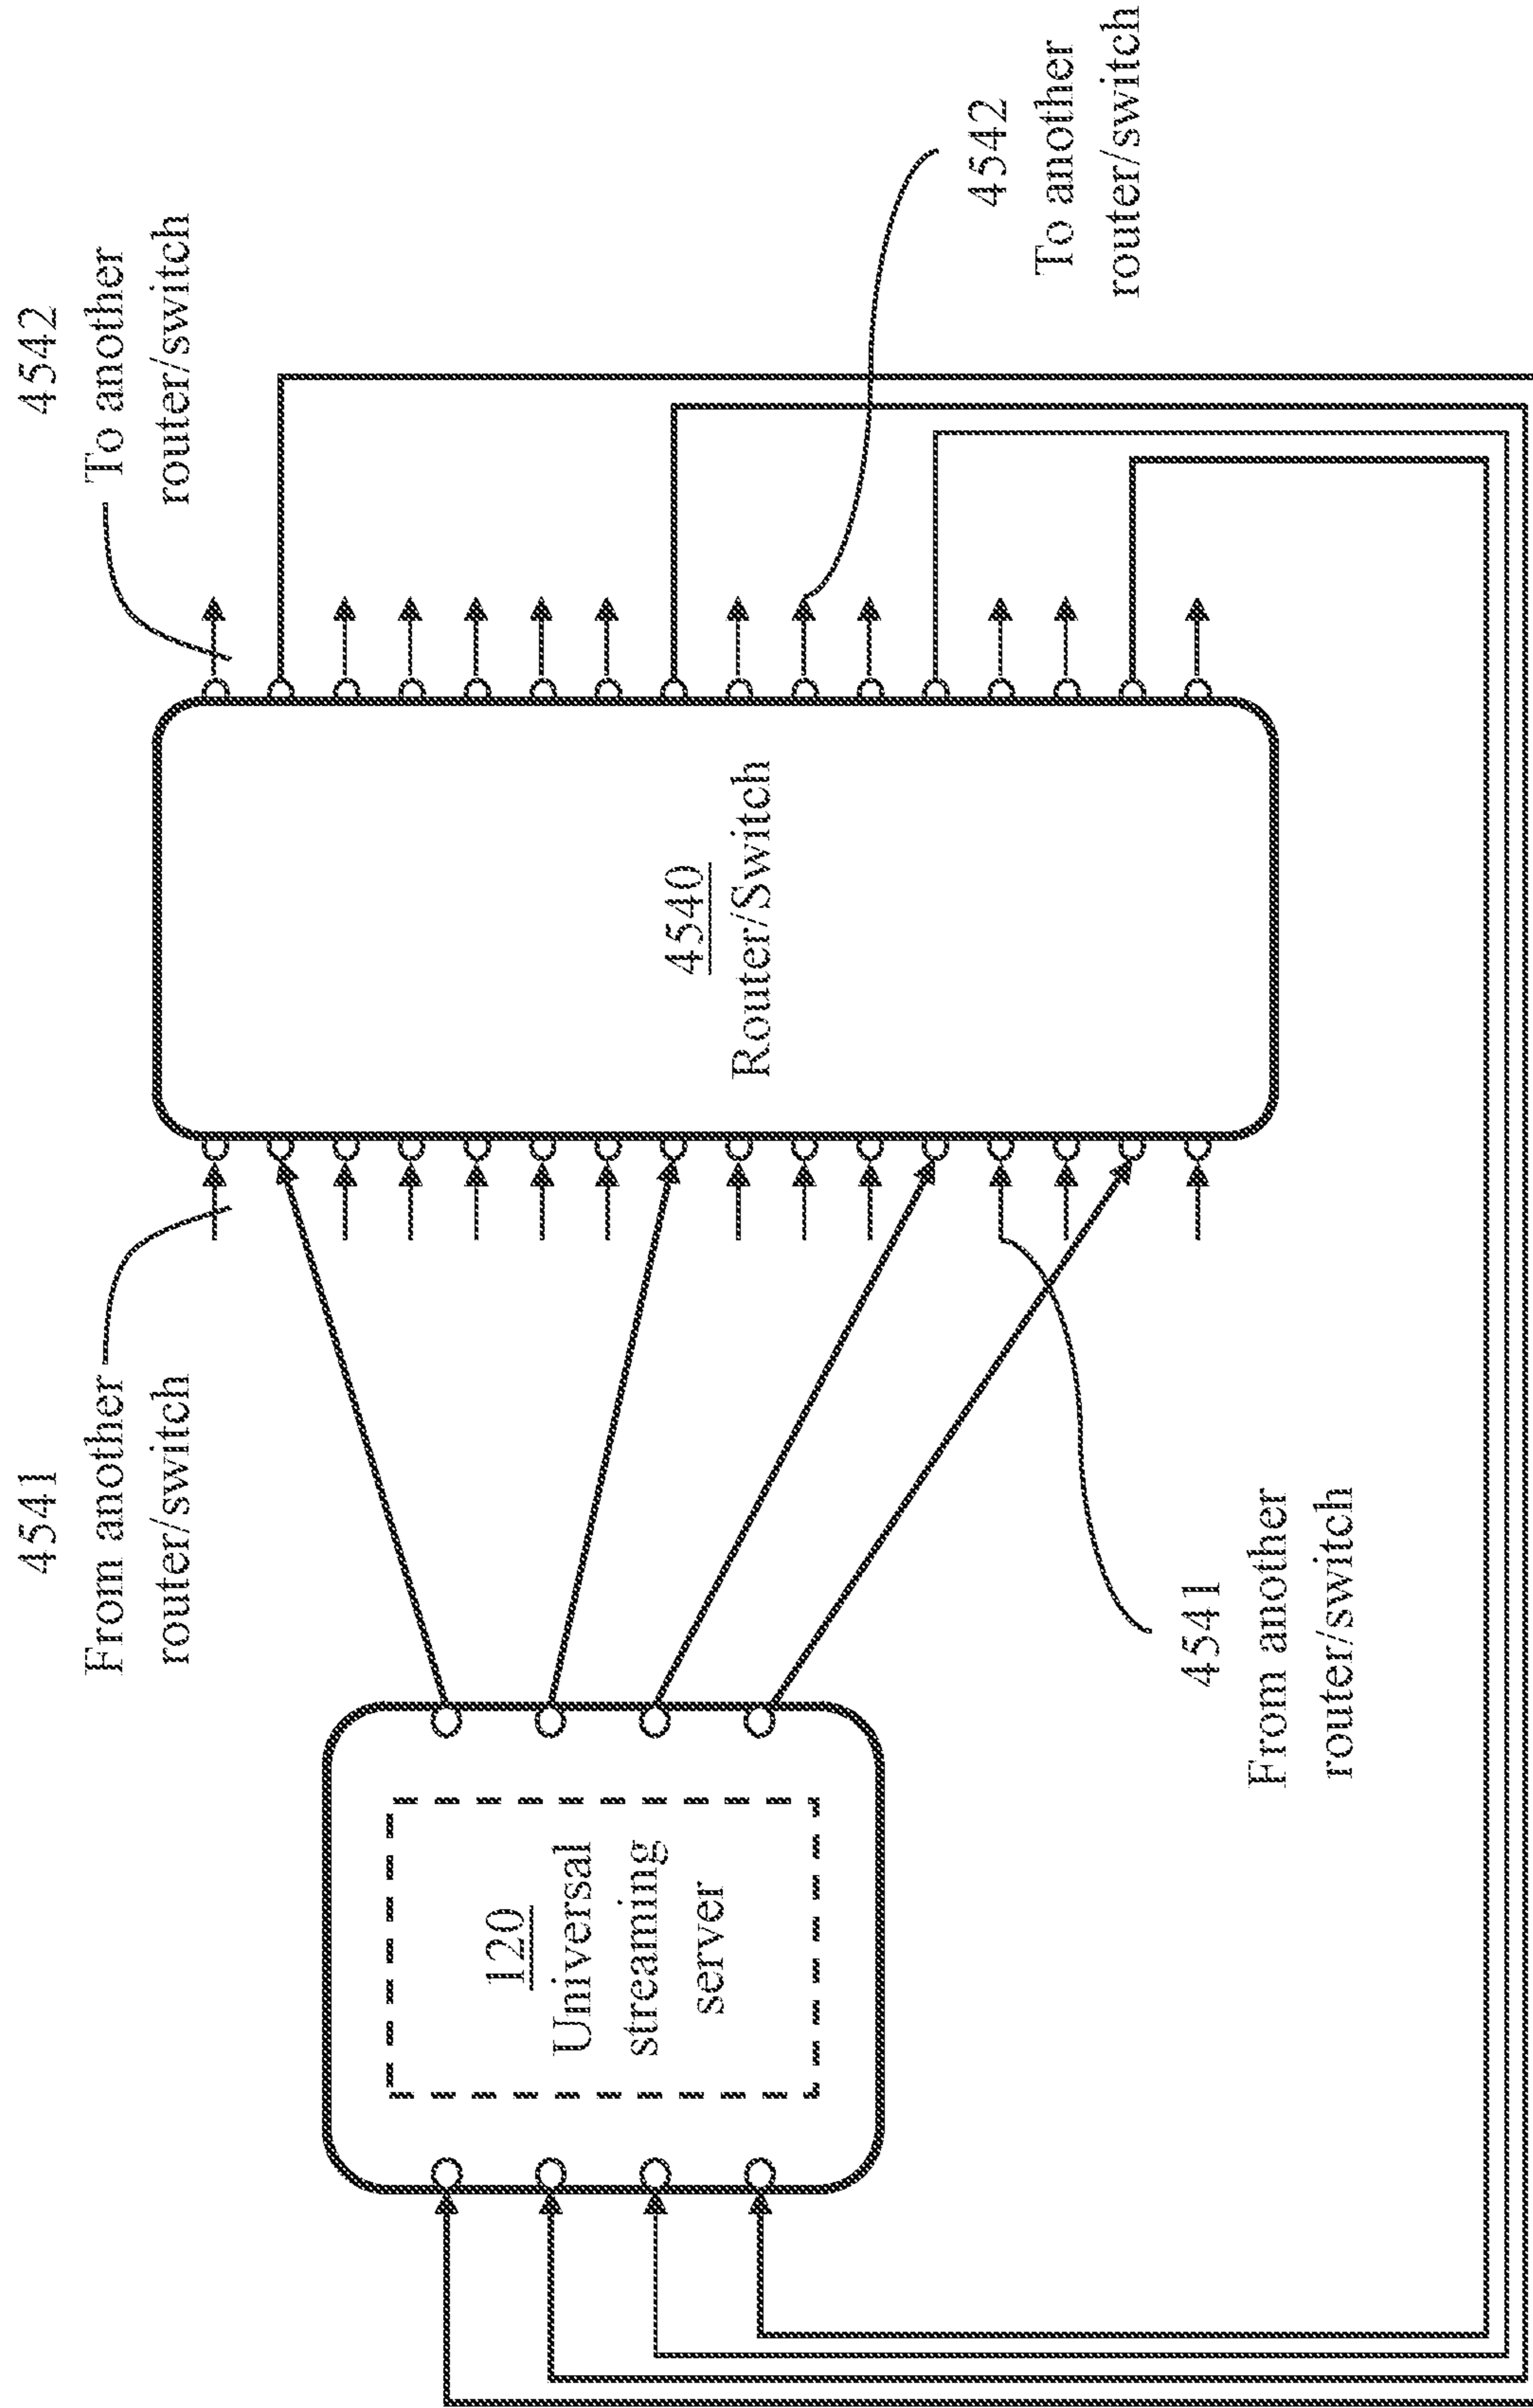 4541
From another
router/switch
4542
To another
router/switch
120
Universal
streaming
server
4540
Router/Switch
4541
From another
router/switch
4542
To another
router/switch